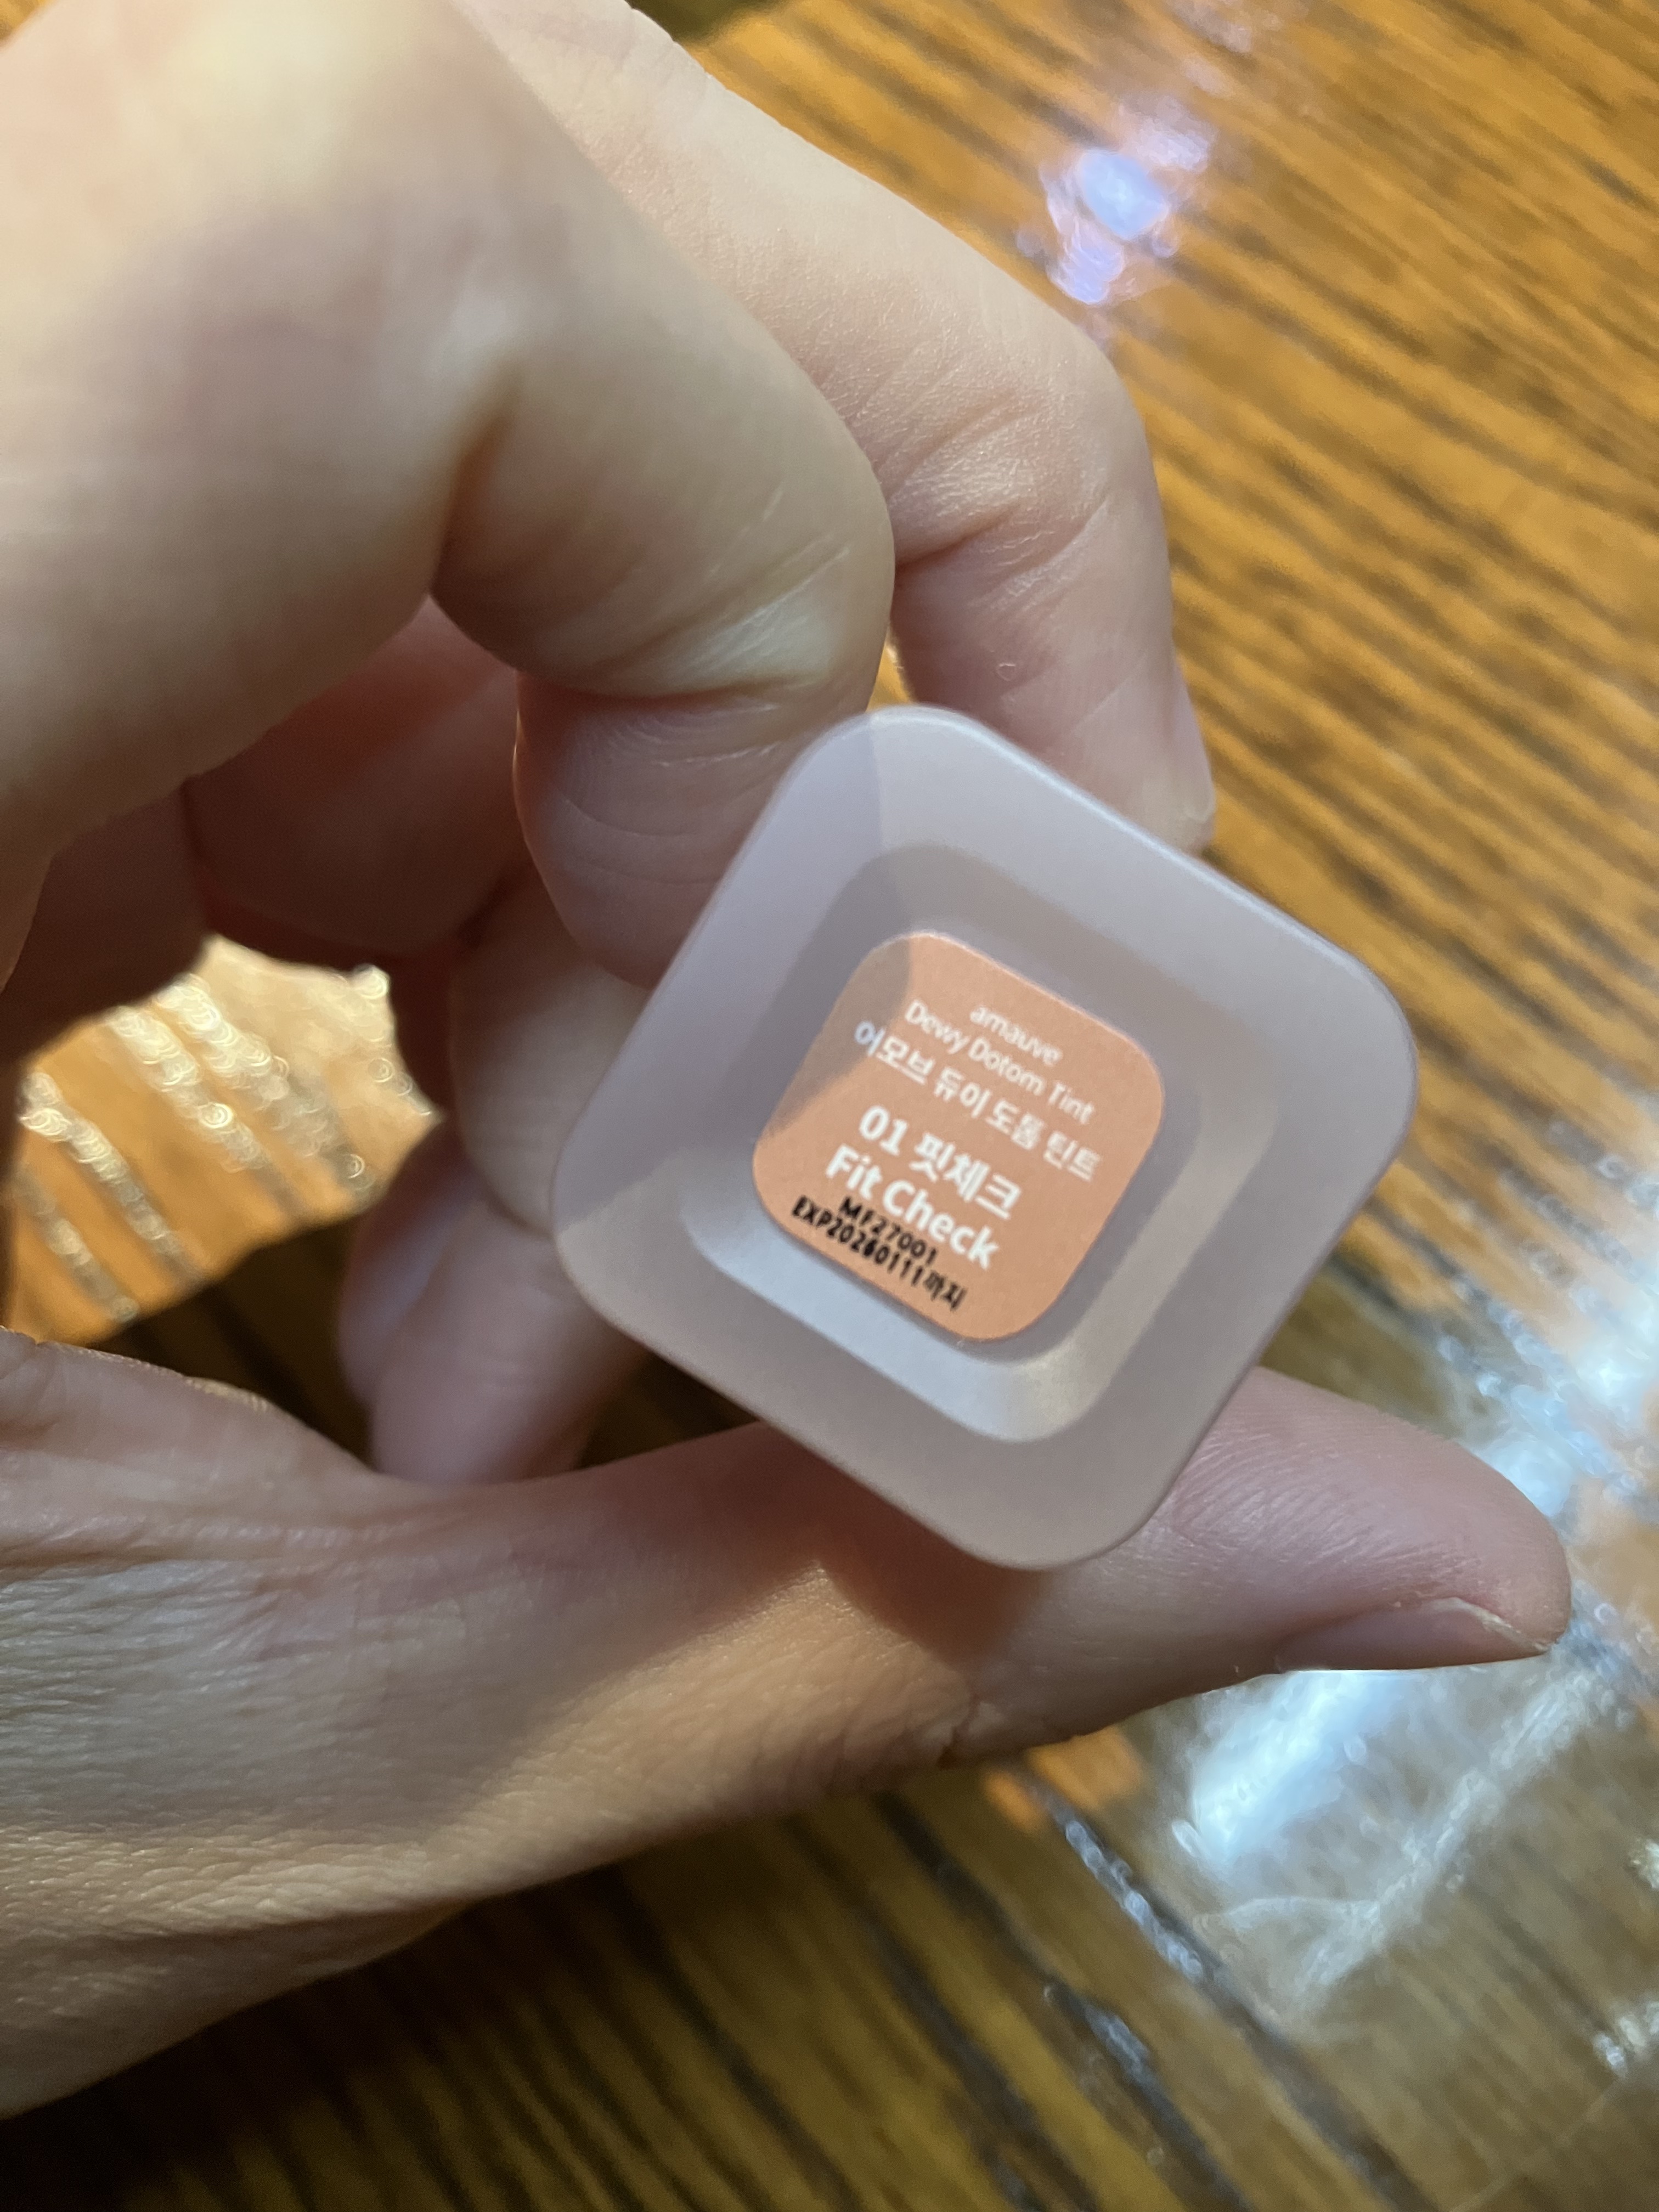 amauve
Dewy Dotom Tint
어모브 듀이 도톰 틴트
01 핏체크
Fit Check
MF27001
EXP20260111까지